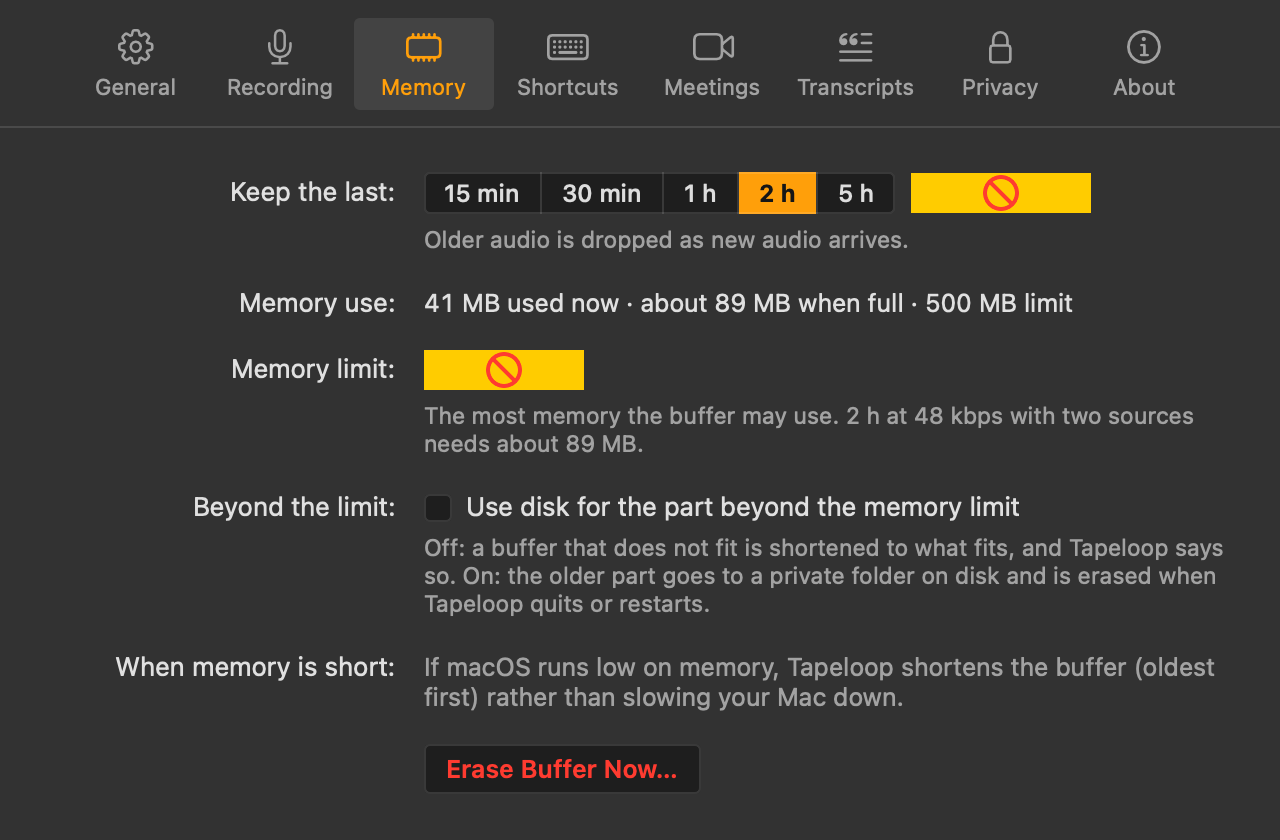 General
Recording
Memory
Shortcuts
Meetings
Transcripts
Privacy
About
Keep the last:
15 min
30 min
1 h
2 h
5 h
Older audio is dropped as new audio arrives.
Memory use:
41 MB used now · about 89 MB when full · 500 MB limit
Memory limit:
The most memory the buffer may use. 2 h at 48 kbps with two sources
needs about 89 MB.
Beyond the limit:
Use disk for the part beyond the memory limit
Off: a buffer that does not fit is shortened to what fits, and Tapeloop says
so. On: the older part goes to a private folder on disk and is erased when
Tapeloop quits or restarts.
When memory is short:
If macOS runs low on memory, Tapeloop shortens the buffer (oldest
first) rather than slowing your Mac down.
Erase Buffer Now...